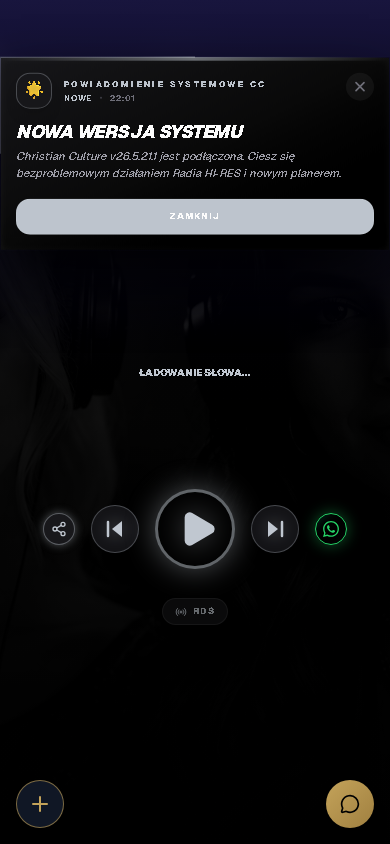 POWIADOMIENIE SYSTEMOWE CC
NOWE · 22:01
NOWA WERSJA SYSTEMU
Christian Culture v26.5.21.1 jest podłączona. Ciesz się
bezproblemowym działaniem Radia HI-RES i nowym planerem.
ZAMKNIJ
ŁADOWANIE SŁOWA...
RDŚ